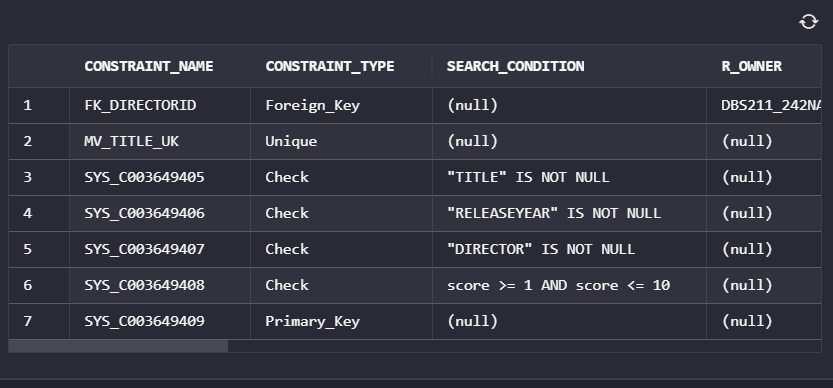 CONSTRAINT_NAME CONSTRAINT_TYPE SEARCH_CONDITION R_OWNER
1 FK_DIRECTORID Foreign_Key (null) DBS211_242NA
2 MV_TITLE_UK Unique (null) (null)
3 SYS_C003649405 Check "TITLE" IS NOT NULL (null)
4 SYS_C003649406 Check "RELEASEYEAR" IS NOT NULL (null)
5 SYS_C003649407 Check "DIRECTOR" IS NOT NULL (null)
6 SYS_C003649408 Check score >= 1 AND score <= 10 (null)
7 SYS_C003649409 Primary_Key (null) (null)